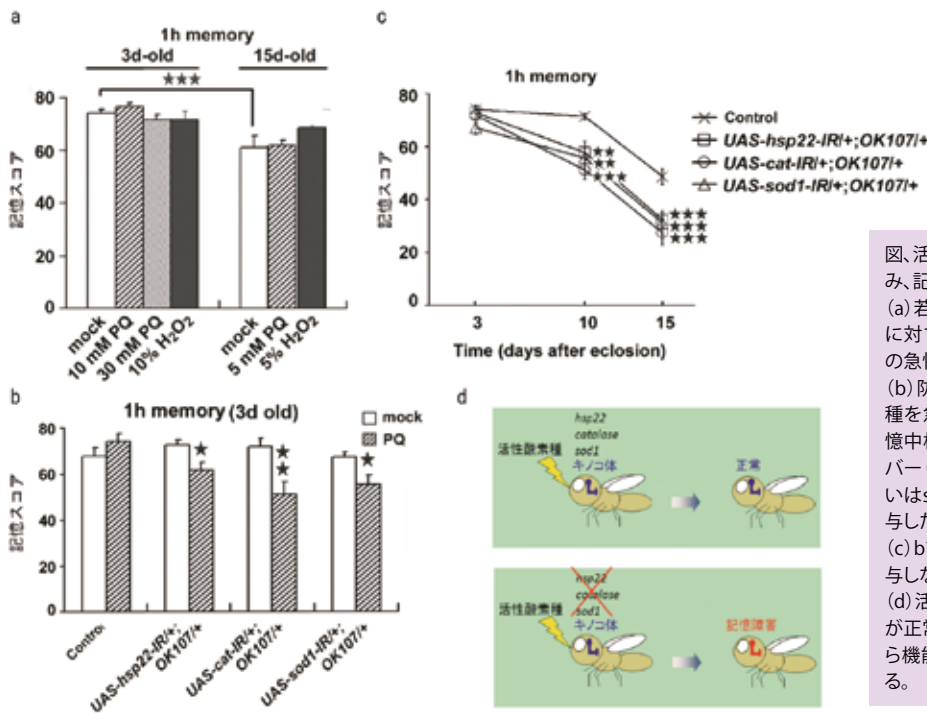 a
1h memory
3d-old 15d-old
★★★
記憶スコア
80
60
40
20
0
mock
10 mM PQ
30 mM PQ
10% H₂O₂
mock
5 mM PQ
5% H₂O₂
c
1h memory
記憶スコア
80
60
40
20
0
★★
★★
★★★
★★★
★★★
★★★
3 10 15
Time (days after eclosion)
Control
UAS-hsp22-IR/+;OK107/+
UAS-cat-IR/+;OK107/+
UAS-sod1-IR/+;OK107/+
b
1h memory (3d old)
mock
PQ
記憶スコア
80
60
40
20
0
★
★
★
★
Control
UAS-hsp22-IR/+;
OK107/+
UAS-cat-IR/+;
OK107/+
UAS-sod1-IR/+;
OK107/+
d
hsp22
catalase
sod1
活性酸素種
キノコ体
正常
hsp22
catalase
sod1
活性酸素種
キノコ体
記憶障害
図、活
み、記
(a)若
に対
の急
(b)防
種を
憶中
バー
いは
与した
(c)b
与しな
(d)活
が正常
ら機能
る。